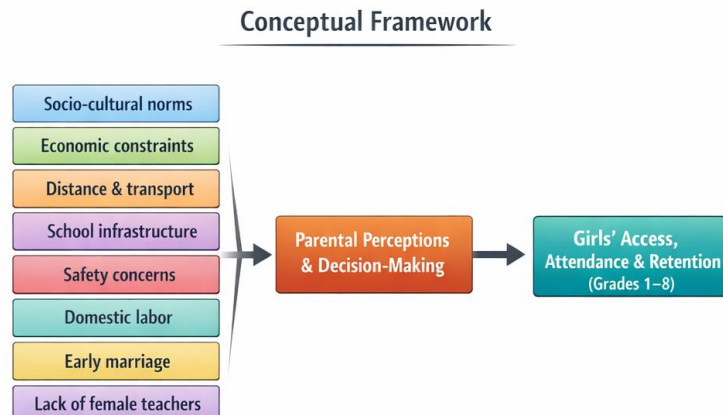 Conceptual Framework
Socio-cultural norms
Economic constraints
Distance & transport
School infrastructure
Safety concerns
Domestic labor
Early marriage
Lack of female teachers
Parental Perceptions
& Decision-Making
Girls' Access,
Attendance & Retention
(Grades 1–8)